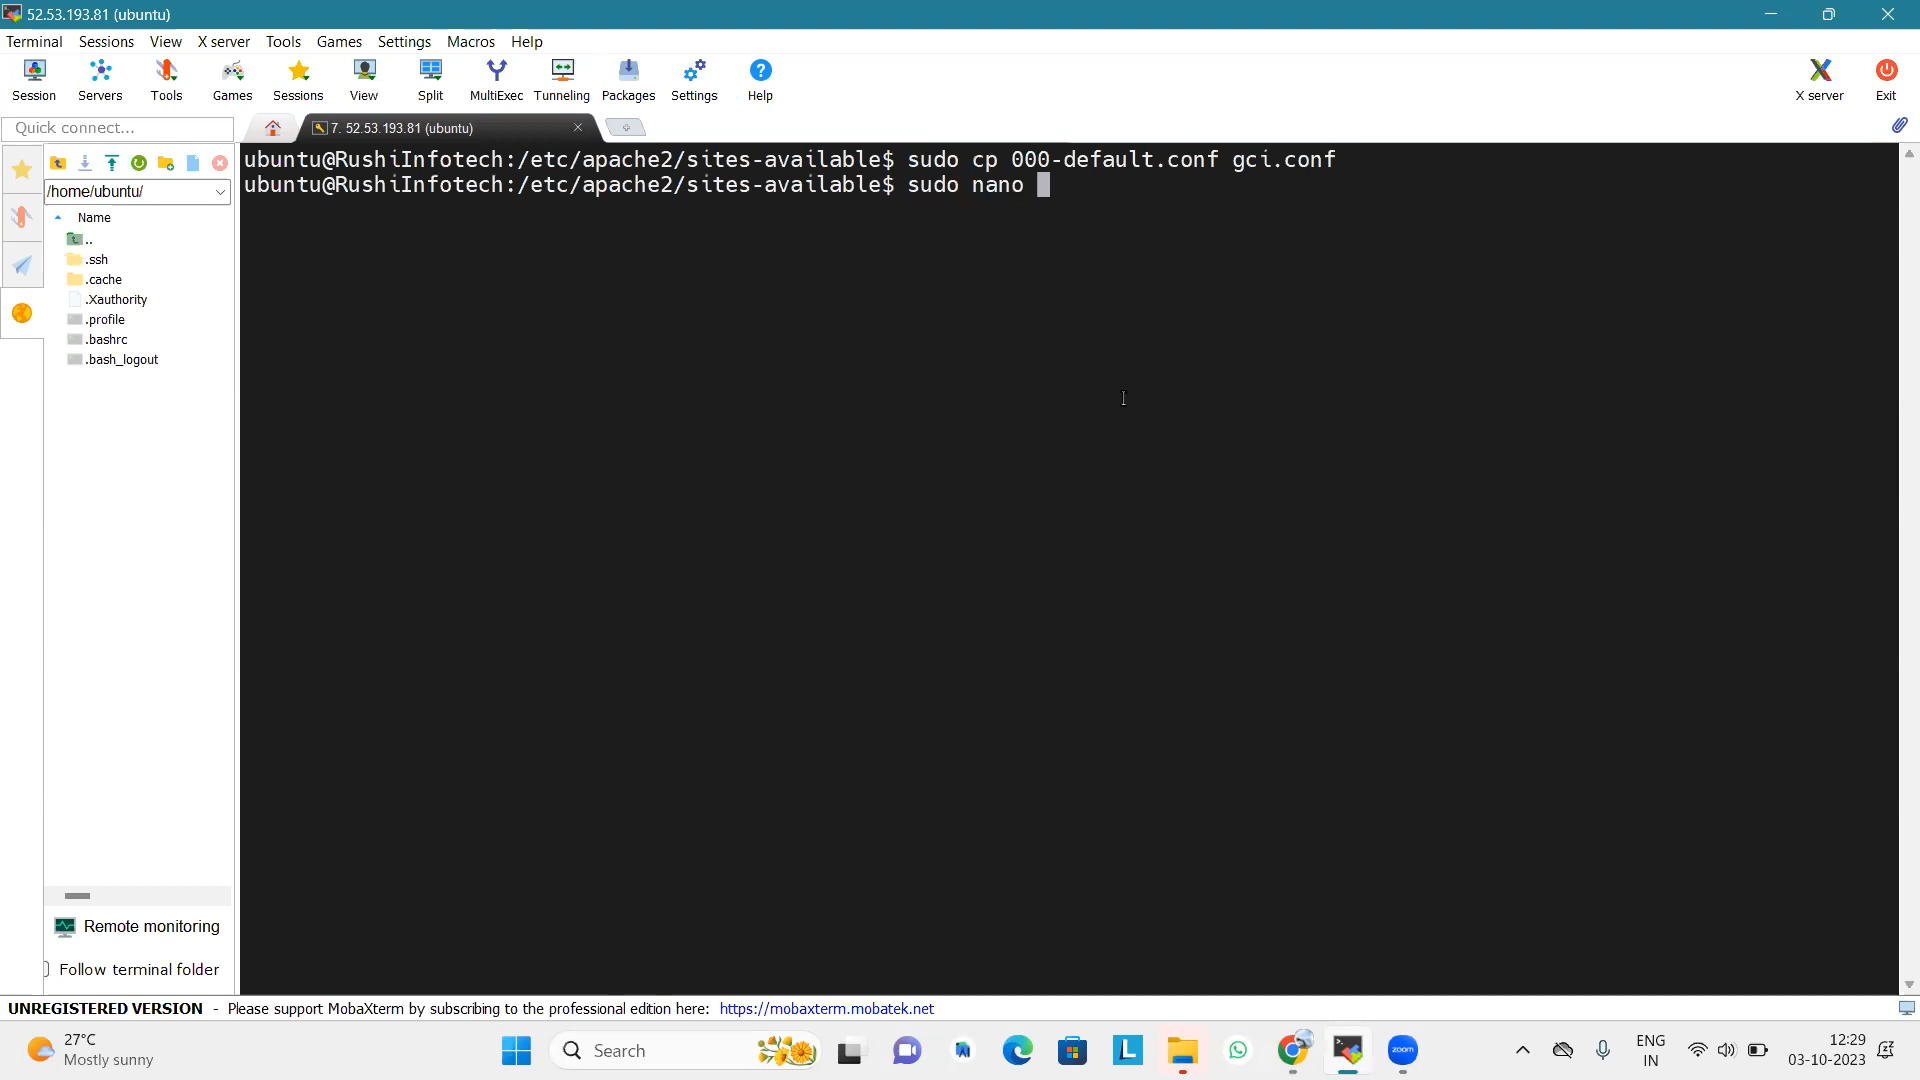 52.53.193.81 (ubuntu)
Terminal Sessions View X server Tools Games Settings Macros Help
Session Servers Tools Games Sessions View Split MultiExec Tunneling Packages Settings Help X server Exit
Quick connect...
7. 52.53.193.81 (ubuntu)
/home/ubuntu/
Name
..
.ssh
.cache
.Xauthority
.profile
.bashrc
.bash_logout
Remote monitoring
Follow terminal folder
ubuntu@RushiInfotech:/etc/apache2/sites-available$ sudo cp 000-default.conf gci.conf
ubuntu@RushiInfotech:/etc/apache2/sites-available$ sudo nano
UNREGISTERED VERSION - Please support MobaXterm by subscribing to the professional edition here: https://mobaxterm.mobatek.net
27°C
Mostly sunny
Search
L
zoom
ENG
IN
12:29
03-10-2023